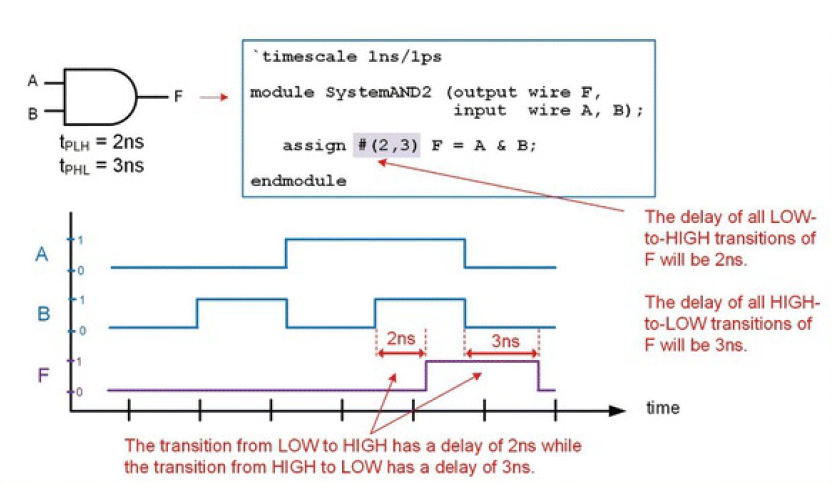 `timescale 1ns/1ps
A
B
F
module SystemAND2 (output wire F,
input wire A, B);
tPLH = 2ns
tPHL = 3ns
assign #(2,3) F = A & B;
endmodule
The delay of all LOW-
to-HIGH transitions of
F will be 2ns.
The delay of all HIGH-
to-LOW transitions of
F will be 3ns.
A
1
0
B
1
0
2ns
3ns
F
1
0
time
The transition from LOW to HIGH has a delay of 2ns while
the transition from HIGH to LOW has a delay of 3ns.